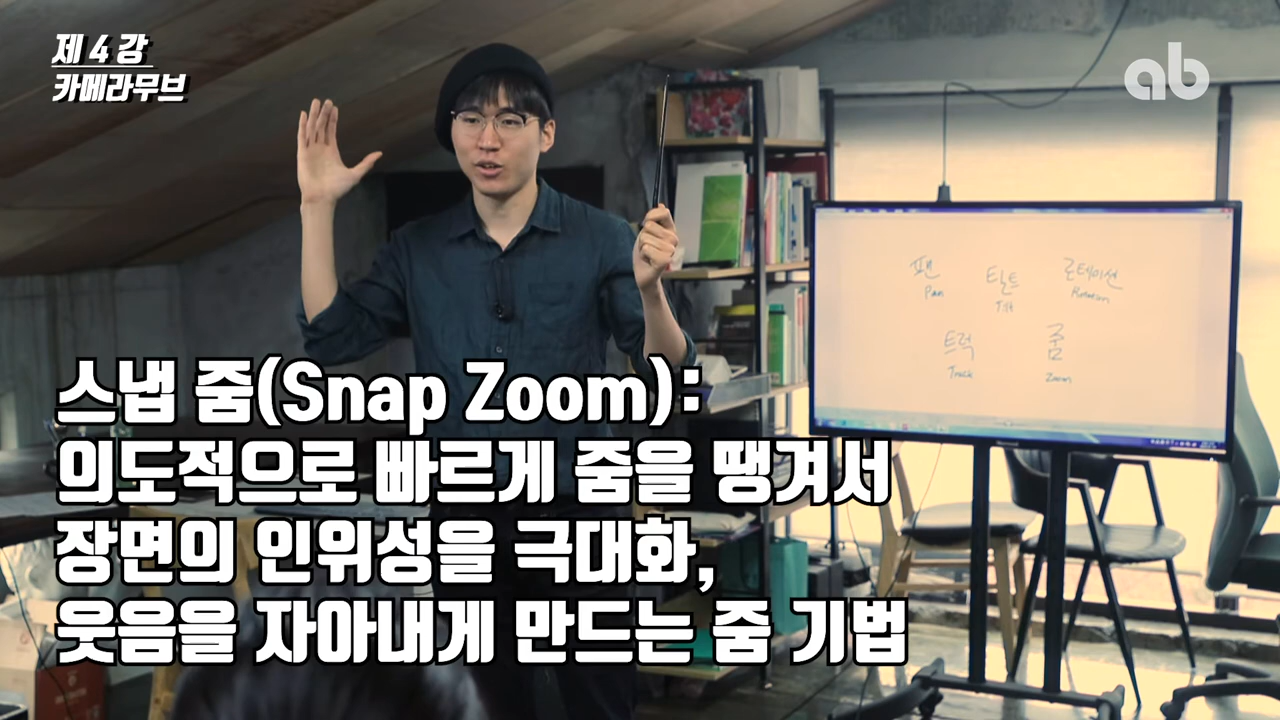 제 4 강
카메라무브
ab
팬 틸트 로테이션
Pan Tilt Rotation
트럭 줌
Track Zoom
스냅 줌(Snap Zoom):
의도적으로 빠르게 줌을 땡겨서
장면의 인위성을 극대화,
웃음을 자아내게 만드는 줌 기법